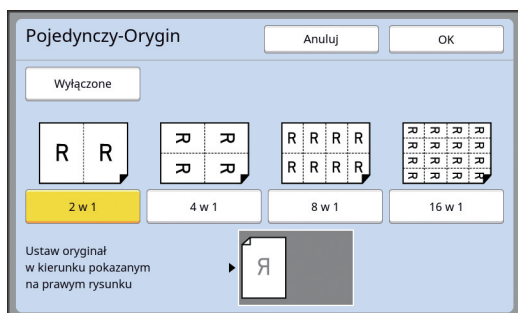 Pojedynczy-Orygin
Anuluj
OK
Wyłączone
R R
R R
R R
R R R R
R R R R
R R R R
R R R R
R R R R
R R R R
2 w 1
4 w 1
8 w 1
16 w 1
Ustaw oryginał
w kierunku pokazanym
na prawym rysunku
R